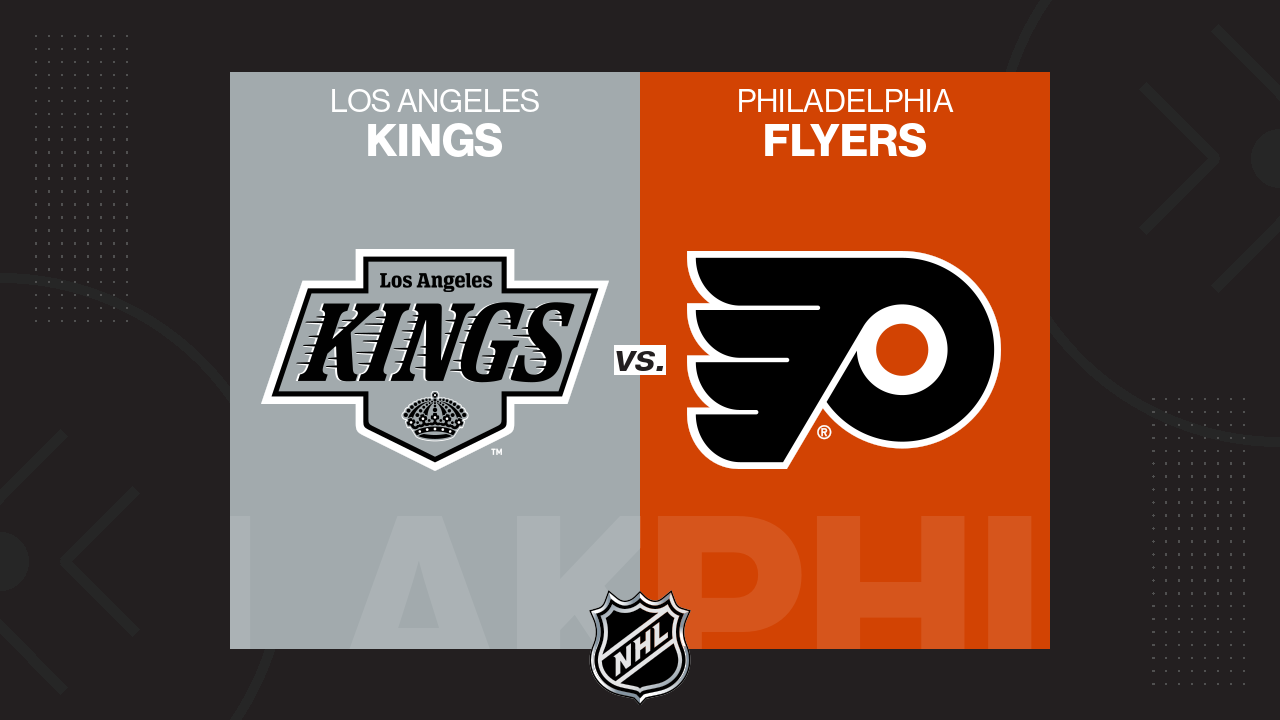 LOS ANGELES
KINGS
PHILADELPHIA
FLYERS
Los Angeles
KINGS
TM
vs.
®
LAK
PHI
NHL